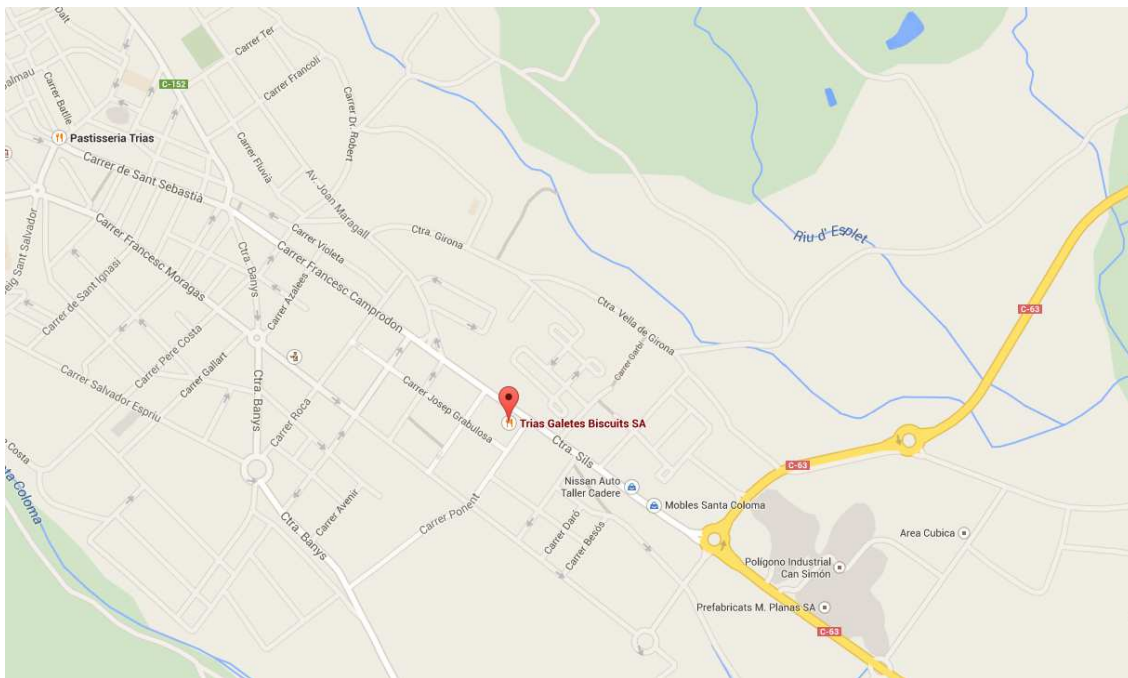 Dalt
Carrer Ter
almau
C-152
Carrer Francolí
Carrer Batlle
Carrer Dr. Robert
Pastisseria Trias
Carrer de Sant Sebastià
Carrer Fluvià
Av. Joan Maragall
eig Sant Salvador
Carrer Francesc Moragas
Carrer Violeta
Ctra. Girona
Riu d' Esplet
Carrer de Sant Ignasi
Ctra. Banys
Carrer Azalees
Carrer Francesc Camprodon
C-63
Ctra. Vella de Girona
Carrer Pere Costa
Carrer Gallart
Carrer Garbí
Carrer Salvador Espriu
Ctra. Banys
Carrer Roca
Carrer Josep Grabulosa
Trias Galetes Biscuits SA
Costa
Ctra. Sils
C-63
ta Coloma
Nissan Auto
Taller Cadere
Mobles Santa Coloma
Carrer Avenir
Carrer Ponent
Ctra. Banys
Carrer Daró
Carrer Besós
Area Cubica
Polígono Industrial
Can Simón
Prefabricats M. Planas SA
C-63